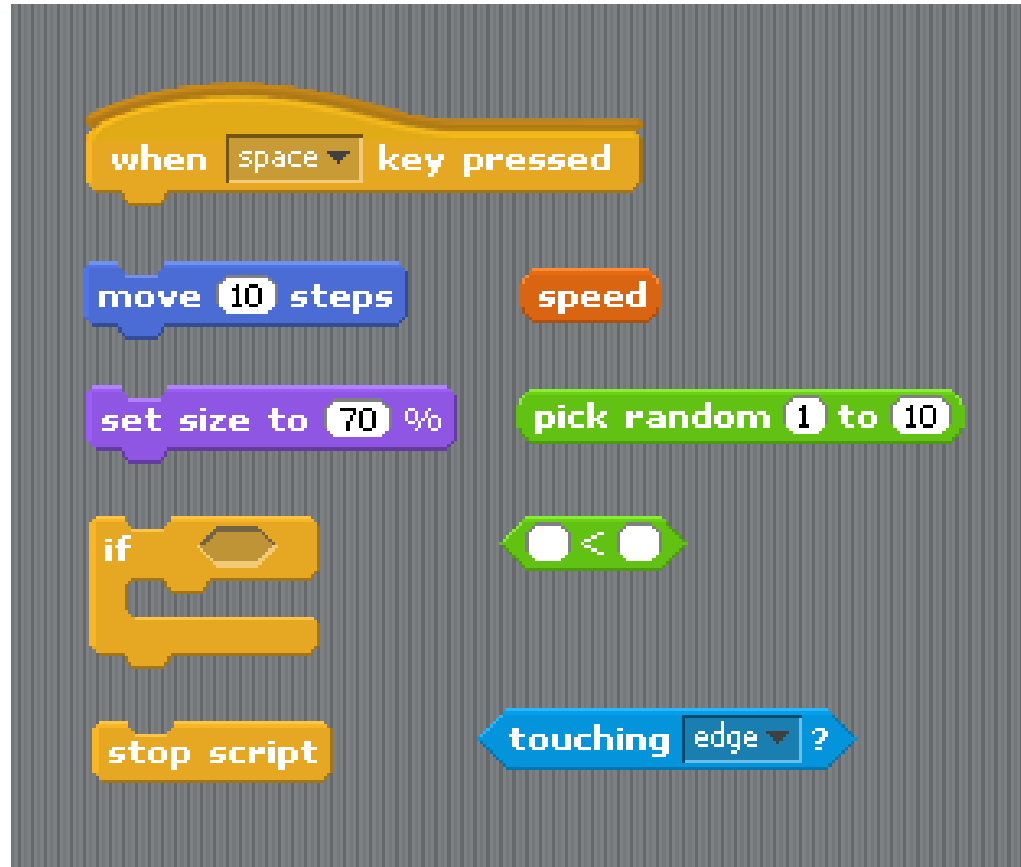 when space key pressed
move 10 steps
speed
set size to 70 %
pick random 1 to 10
if
<
stop script
touching edge ?